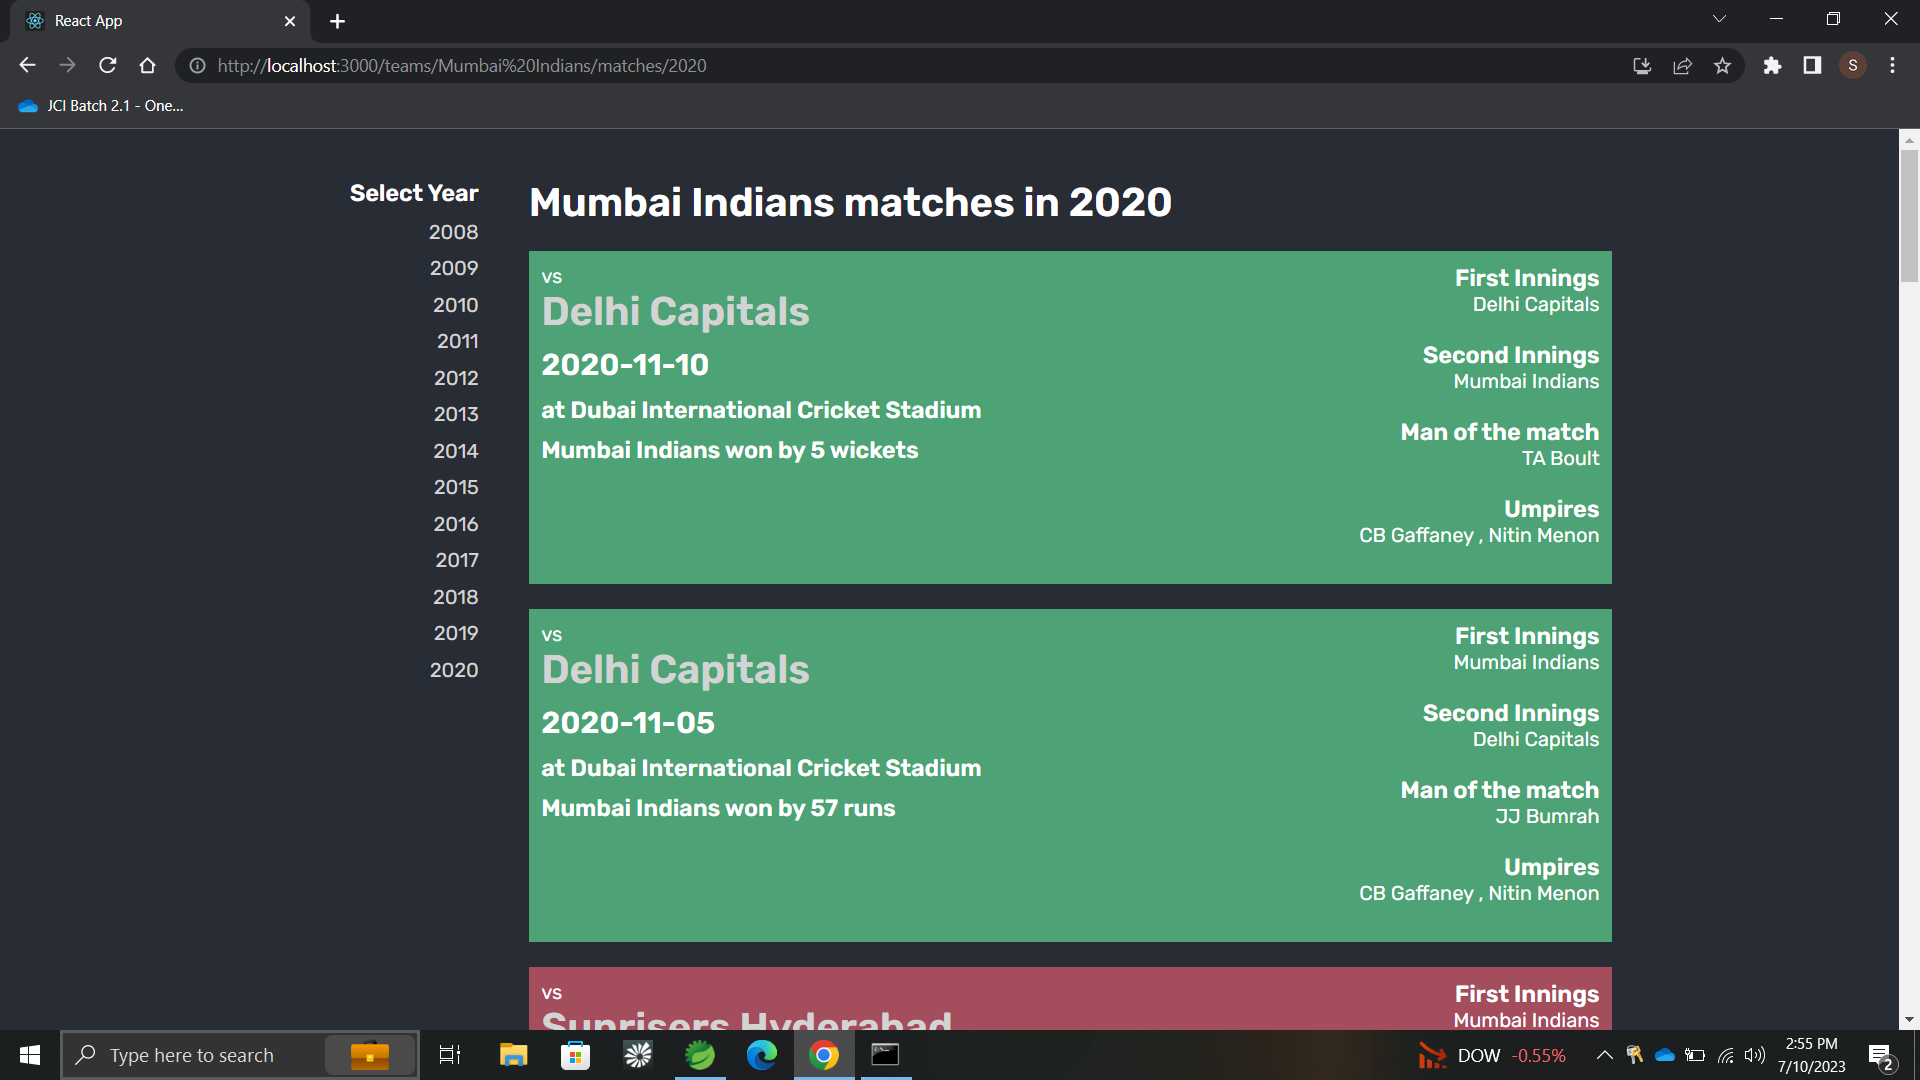 React App
http://localhost:3000/teams/Mumbai%20Indians/matches/2020
S
JCI Batch 2.1 - One...
Select Year
2008
2009
2010
2011
2012
2013
2014
2015
2016
2017
2018
2019
2020
Mumbai Indians matches in 2020
vs
Delhi Capitals
2020-11-10
at Dubai International Cricket Stadium
Mumbai Indians won by 5 wickets
First Innings
Delhi Capitals
Second Innings
Mumbai Indians
Man of the match
TA Boult
Umpires
CB Gaffaney , Nitin Menon
vs
Delhi Capitals
2020-11-05
at Dubai International Cricket Stadium
Mumbai Indians won by 57 runs
First Innings
Mumbai Indians
Second Innings
Delhi Capitals
Man of the match
JJ Bumrah
Umpires
CB Gaffaney , Nitin Menon
vs
Sunrisers Hyderabad
First Innings
Mumbai Indians
Type here to search
DOW -0.55%
2:55 PM
7/10/2023
2